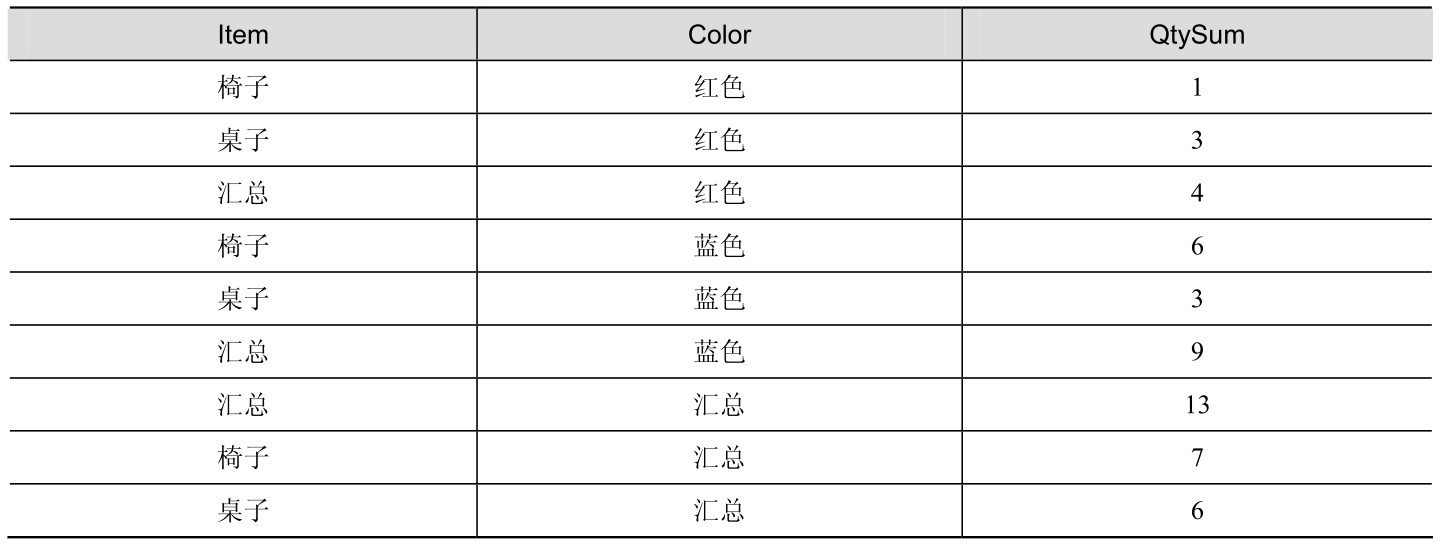 Item Color QtySum
椅子 红色 1
桌子 红色 3
汇总 红色 4
椅子 蓝色 6
桌子 蓝色 3
汇总 蓝色 9
汇总 汇总 13
椅子 汇总 7
桌子 汇总 6